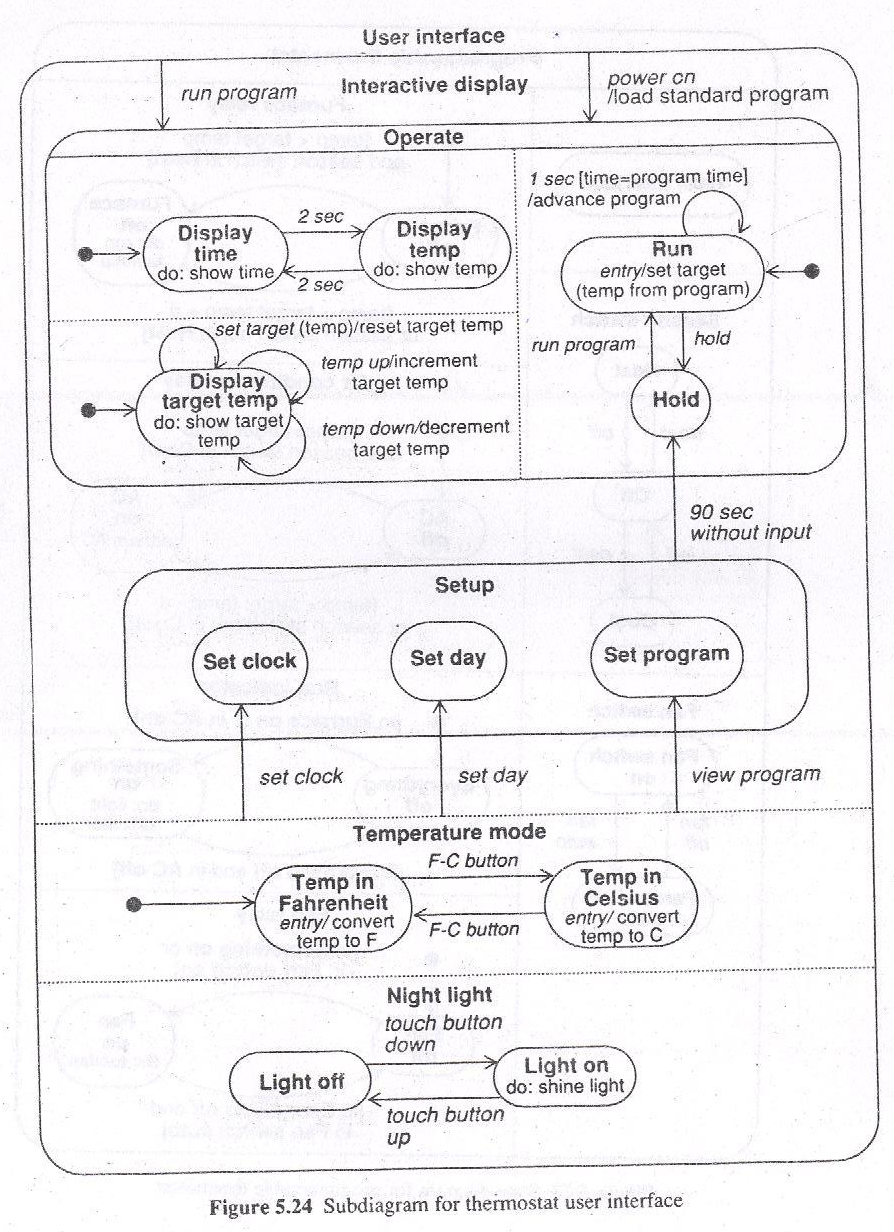 User interface
Interactive display
run program
power on
/load standard program
Operate
1 sec [time=program time]
/advance program
Display
time
do: show time
2 sec
2 sec
Display
temp
do: show temp
Run
entry/set target
(temp from program)
run program
hold
Hold
set target (temp)/reset target temp
temp up/increment
target temp
Display
target temp
do: show target
temp
temp down/decrement
target temp
90 sec
without input
Setup
Set clock
Set day
Set program
set clock
set day
view program
Temperature mode
F-C button
Temp in
Fahrenheit
entry/ convert
temp to F
Temp in
Celsius
entry/ convert
temp to C
F-C button
Night light
touch button
down
Light off
Light on
do: shine light
touch button
up
Figure 5.24 Subdiagram for thermostat user interface